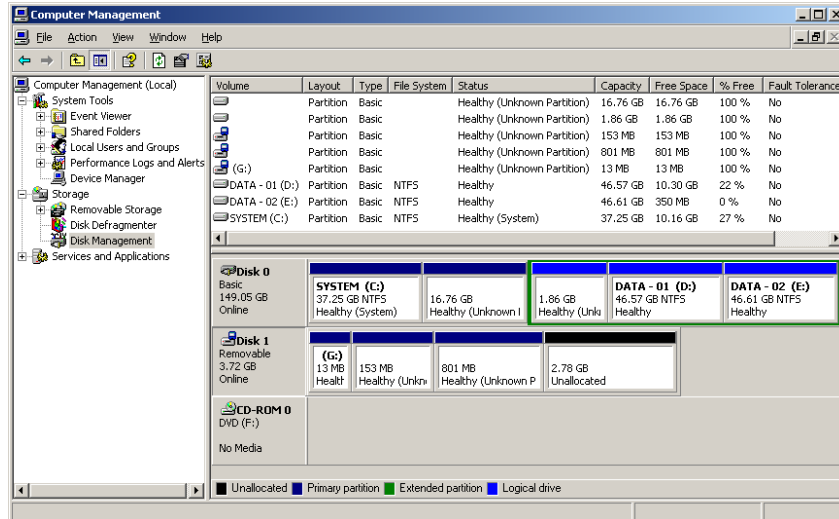 Computer Management
File Action View Window Help
Computer Management (Local)
System Tools
Event Viewer
Shared Folders
Local Users and Groups
Performance Logs and Alerts
Device Manager
Storage
Removable Storage
Disk Defragmenter
Disk Management
Services and Applications
Volume Layout Type File System Status Capacity Free Space % Free Fault Tolerance
Partition Basic Healthy (Unknown Partition) 16.76 GB 16.76 GB 100 % No
Partition Basic Healthy (Unknown Partition) 1.86 GB 1.86 GB 100 % No
Partition Basic Healthy (Unknown Partition) 153 MB 153 MB 100 % No
Partition Basic Healthy (Unknown Partition) 801 MB 801 MB 100 % No
(G:) Partition Basic Healthy (Unknown Partition) 13 MB 13 MB 100 % No
DATA - 01 (D:) Partition Basic NTFS Healthy 46.57 GB 10.30 GB 22 % No
DATA - 02 (E:) Partition Basic NTFS Healthy 46.61 GB 350 MB 0 % No
SYSTEM (C:) Partition Basic NTFS Healthy (System) 37.25 GB 10.16 GB 27 % No
Disk 0
Basic
149.05 GB
Online
SYSTEM (C:)
37.25 GB NTFS
Healthy (System)
16.76 GB
Healthy (Unknown
1.86 GB
Healthy (Unk
DATA - 01 (D:)
46.57 GB NTFS
Healthy
DATA - 02 (E:)
46.61 GB NTFS
Healthy
Disk 1
Removable
3.72 GB
Online
(G:)
13 MB
Healt
153 MB
Healthy (Unkn
801 MB
Healthy (Unknown P
2.78 GB
Unallocated
CD-ROM 0
DVD (F:)
No Media
Unallocated Primary partition Extended partition Logical drive